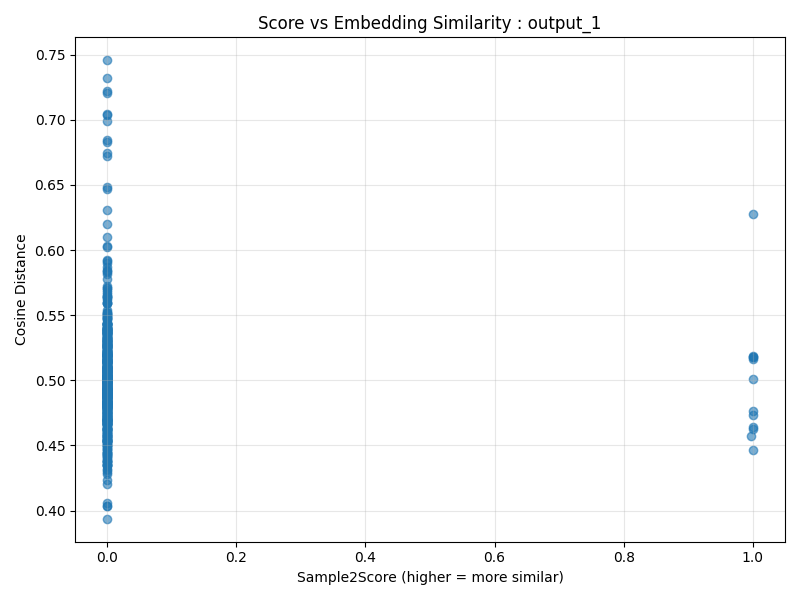 Score vs Embedding Similarity : output_1
Cosine Distance
0.75
0.70
0.65
0.60
0.55
0.50
0.45
0.40
0.0 0.2 0.4 0.6 0.8 1.0
Sample2Score (higher = more similar)